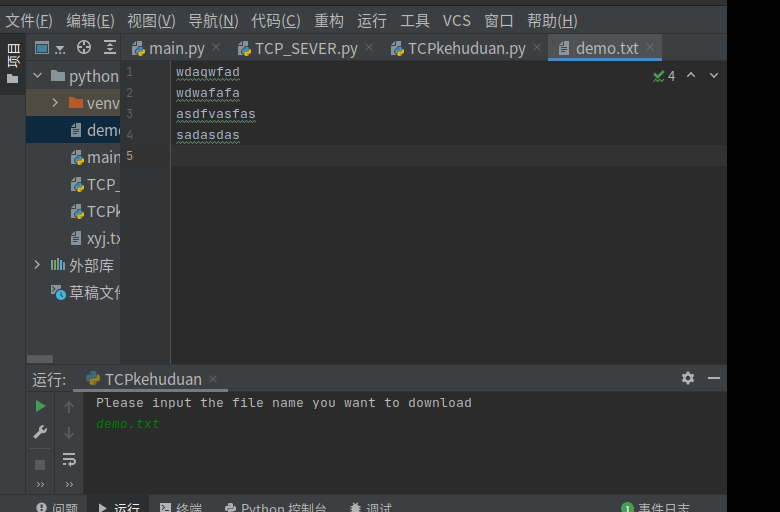 文件(F) 编辑(E) 视图(V) 导航(N) 代码(C) 重构 运行 工具 VCS 窗口 帮助(H)
项目
main.py TCP_SEVER.py TCPkehuduan.py demo.txt
python
venv
demo
main
TCP_
TCPk
xyj.tx
外部库
草稿文件
1 wdaqwfad
2 wdwafafa
3 asdfvasfas
4 sadasdas
5
4
运行: TCPkehuduan
Please input the file name you want to download
demo.txt
问题 运行 终端 Python 控制台 调试 1 事件日志